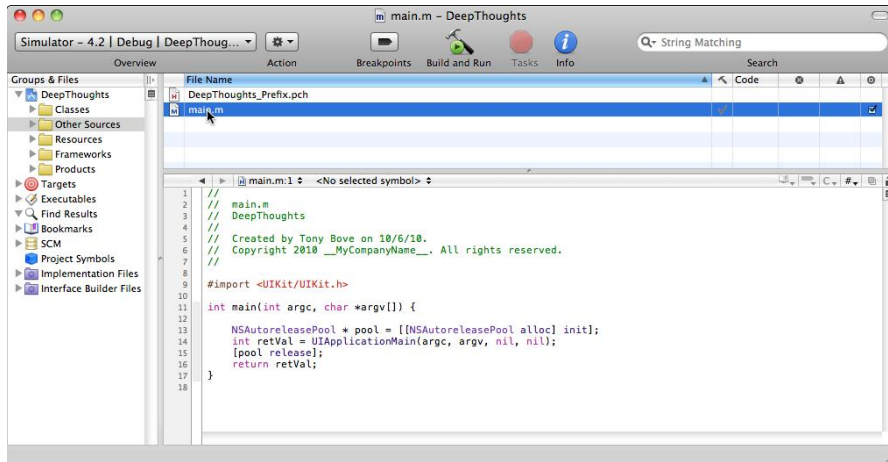 main.m – DeepThoughts
Simulator – 4.2 | Debug | DeepThoug...
String Matching
Overview Action Breakpoints Build and Run Tasks Info Search
Groups & Files
DeepThoughts
Classes
Other Sources
Resources
Frameworks
Products
Targets
Executables
Find Results
Bookmarks
SCM
Project Symbols
Implementation Files
Interface Builder Files
File Name Code
DeepThoughts_Prefix.pch
main.m
main.m:1 <No selected symbol> C #
1 //
2 //  main.m
3 //  DeepThoughts
4 //
5 //  Created by Tony Bove on 10/6/10.
6 //  Copyright 2010 __MyCompanyName__. All rights reserved.
7 //
8
9 #import <UIKit/UIKit.h>
10
11 int main(int argc, char *argv[]) {
12
13     NSAutoreleasePool * pool = [[NSAutoreleasePool alloc] init];
14     int retVal = UIApplicationMain(argc, argv, nil, nil);
15     [pool release];
16     return retVal;
17 }
18